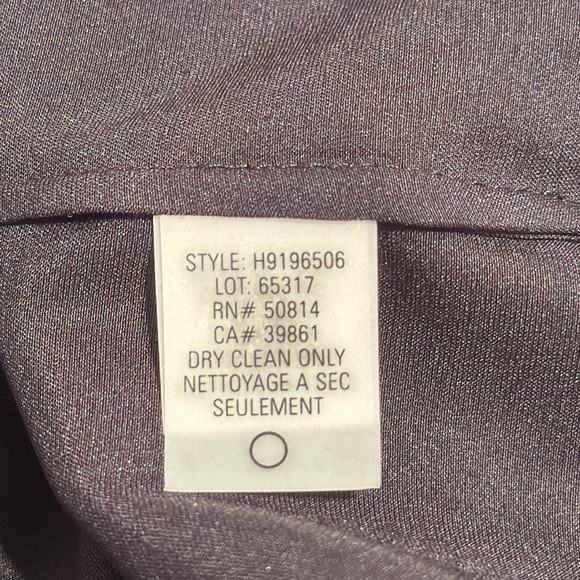 STYLE: H9196506
LOT: 65317
RN# 50814
CA# 39861
DRY CLEAN ONLY
NETTOYAGE A SEC
SEULEMENT